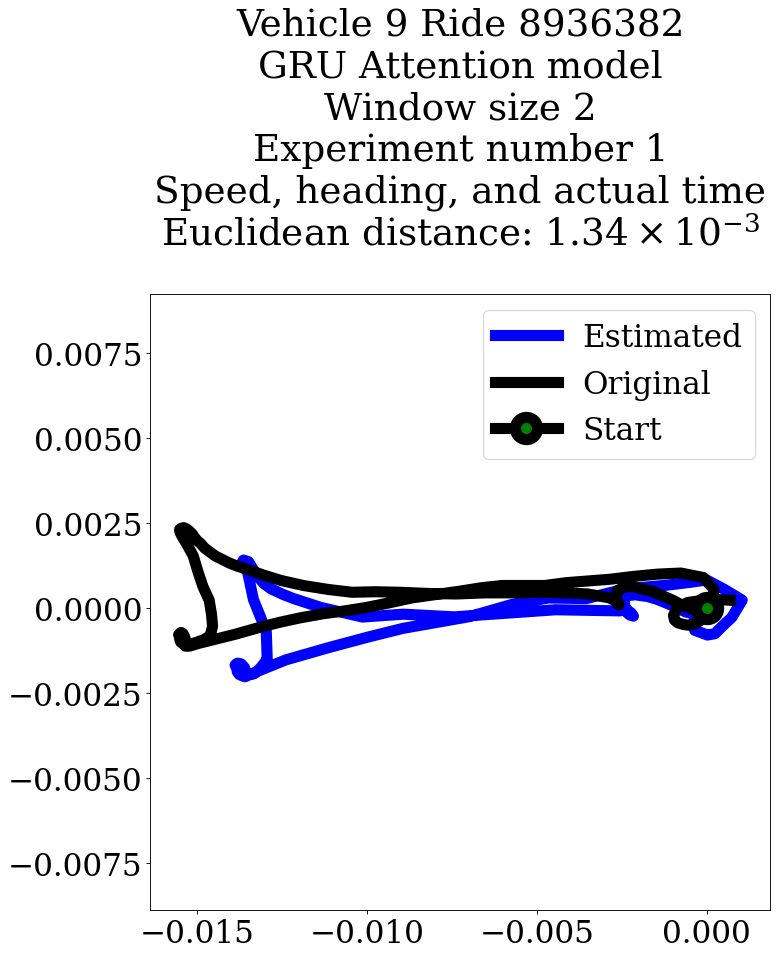 Vehicle 9 Ride 8936382
GRU Attention model
Window size 2
Experiment number 1
Speed, heading, and actual time
Euclidean distance: 1.34 × 10⁻³
Estimated
Original
Start
0.0075
0.0050
0.0025
0.0000
−0.0025
−0.0050
−0.0075
−0.015
−0.010
−0.005
0.000